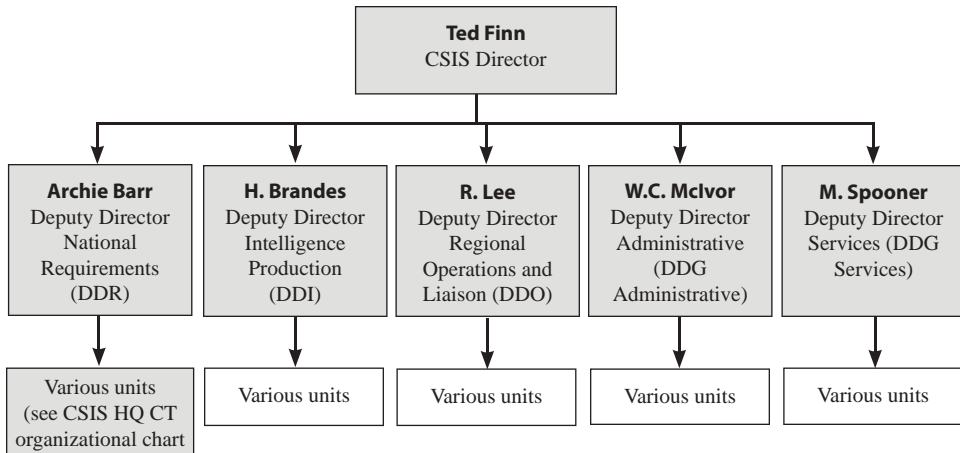 Ted Finn
CSIS Director
Archie Barr
Deputy Director
National
Requirements
(DDR)
H. Brandes
Deputy Director
Intelligence
Production
(DDI)
R. Lee
Deputy Director
Regional
Operations and
Liaison (DDO)
W.C. McIvor
Deputy Director
Administrative
(DDG
Administrative)
M. Spooner
Deputy Director
Services (DDG
Services)
Various units
(see CSIS HQ CT
organizational chart
Various units
Various units
Various units
Various units